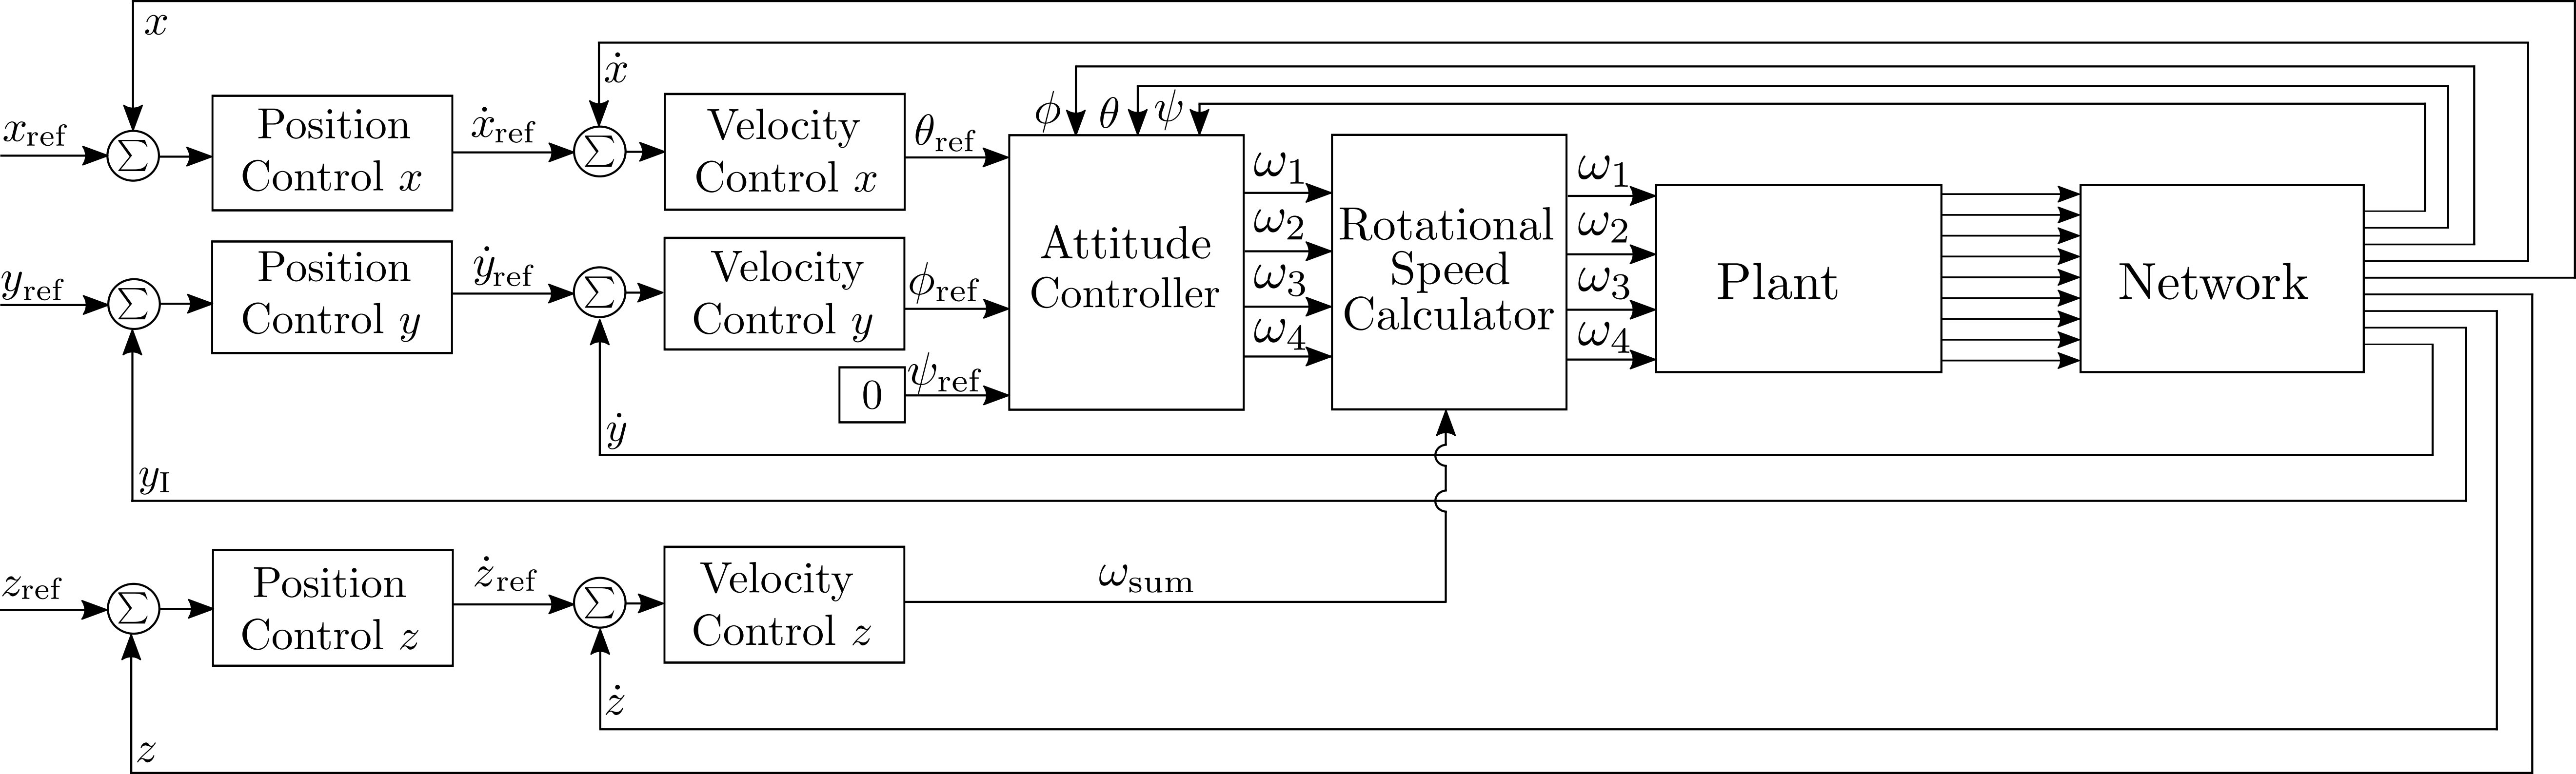 x
ẋ
ϕ θ ψ
x_ref
Σ
Position
Control x
ẋ_ref
Σ
Velocity
Control x
θ_ref
y_ref
Σ
Position
Control y
ẏ_ref
Σ
Velocity
Control y
ϕ_ref
0
ψ_ref
Attitude
Controller
ω1
ω2
ω3
ω4
Rotational
Speed
Calculator
ω1
ω2
ω3
ω4
Plant
Network
ẏ
y_I
z_ref
Σ
Position
Control z
ż_ref
Σ
Velocity
Control z
ω_sum
ż
z